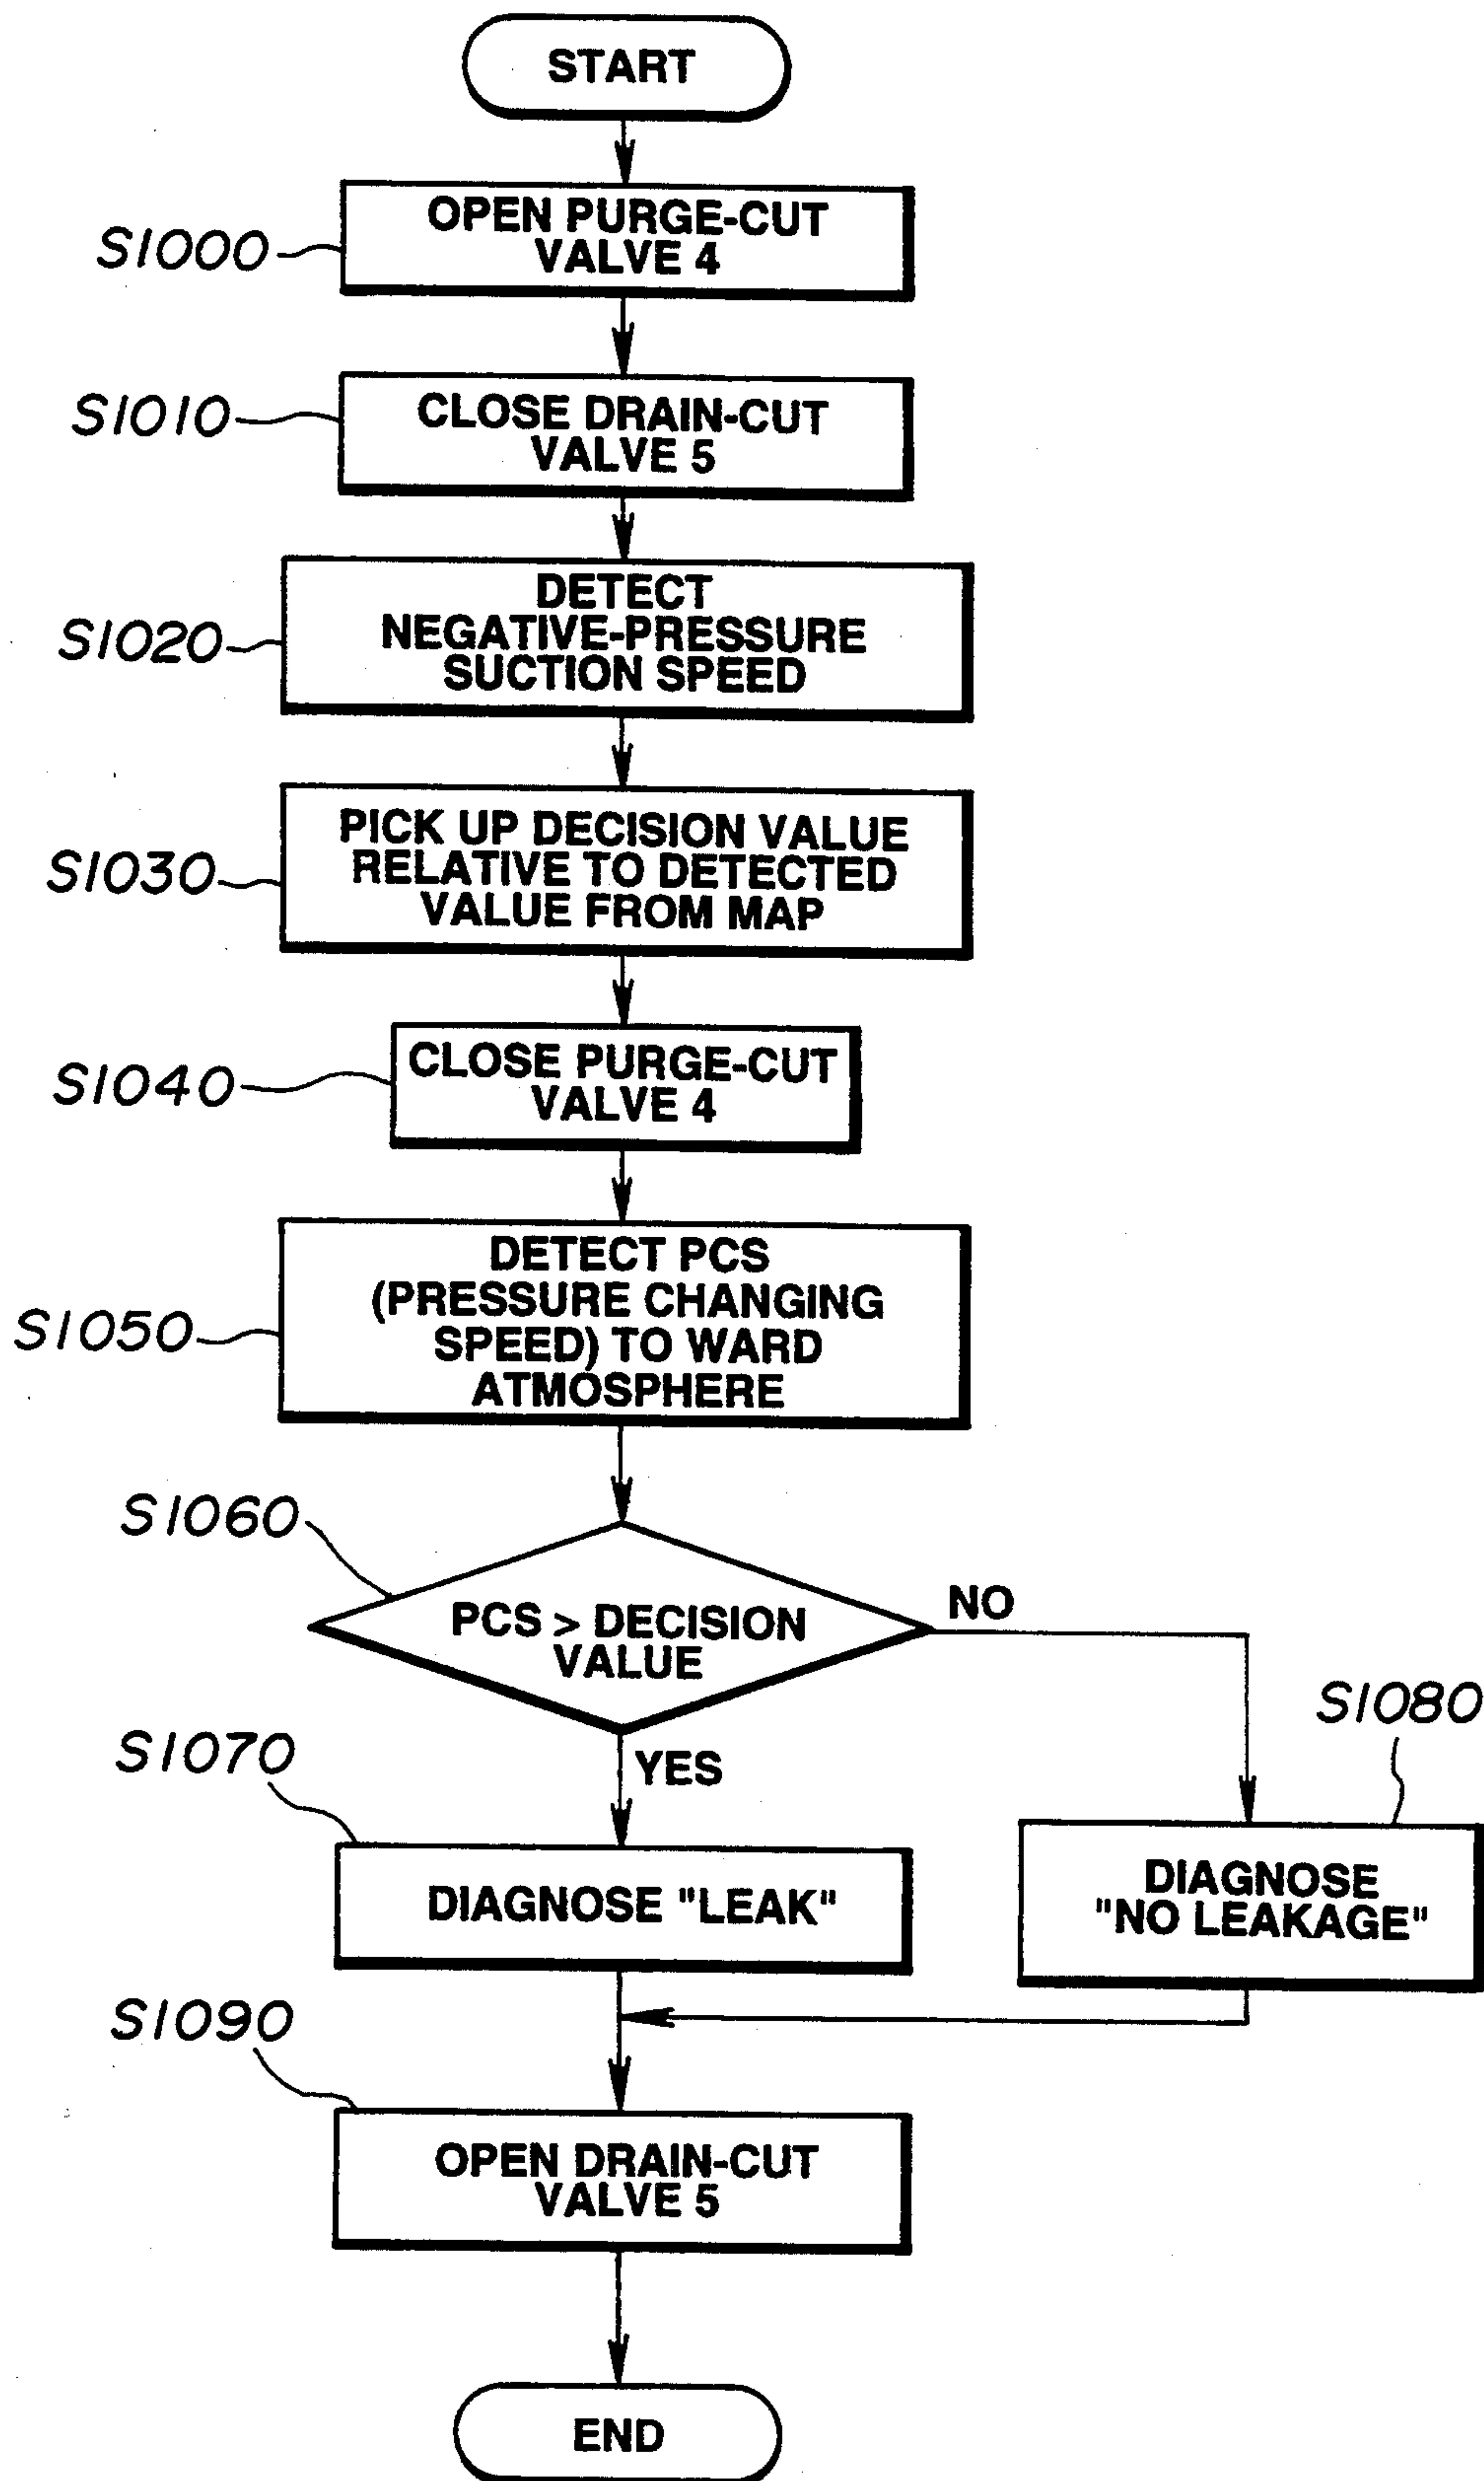 START
S1000
OPEN PURGE-CUT
VALVE 4
S1010
CLOSE DRAIN-CUT
VALVE 5
S1020
DETECT
NEGATIVE-PRESSURE
SUCTION SPEED
S1030
PICK UP DECISION VALUE
RELATIVE TO DETECTED
VALUE FROM MAP
S1040
CLOSE PURGE-CUT
VALVE 4
S1050
DETECT PCS
(PRESSURE CHANGING
SPEED) TO WARD
ATMOSPHERE
S1060
PCS > DECISION
VALUE
NO
YES
S1070
DIAGNOSE "LEAK"
S1080
DIAGNOSE
"NO LEAKAGE"
S1090
OPEN DRAIN-CUT
VALVE 5
END